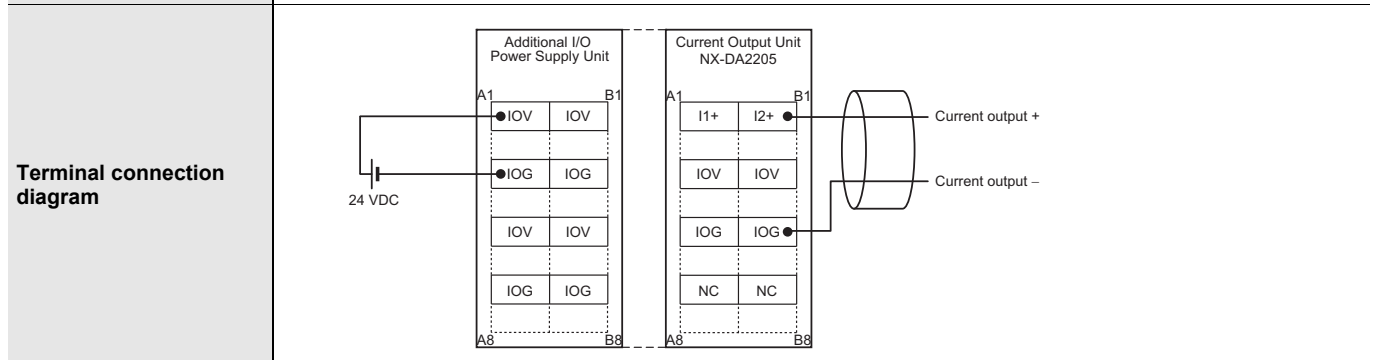 Terminal connection
diagram
Additional I/O
Power Supply Unit
A1 B1
IOV IOV
IOG IOG
IOV IOV
IOG IOG
A8 B8
24 VDC
Current Output Unit
NX-DA2205
A1 B1
I1+ I2+
IOV IOV
IOG IOG
NC NC
A8 B8
Current output +
Current output −